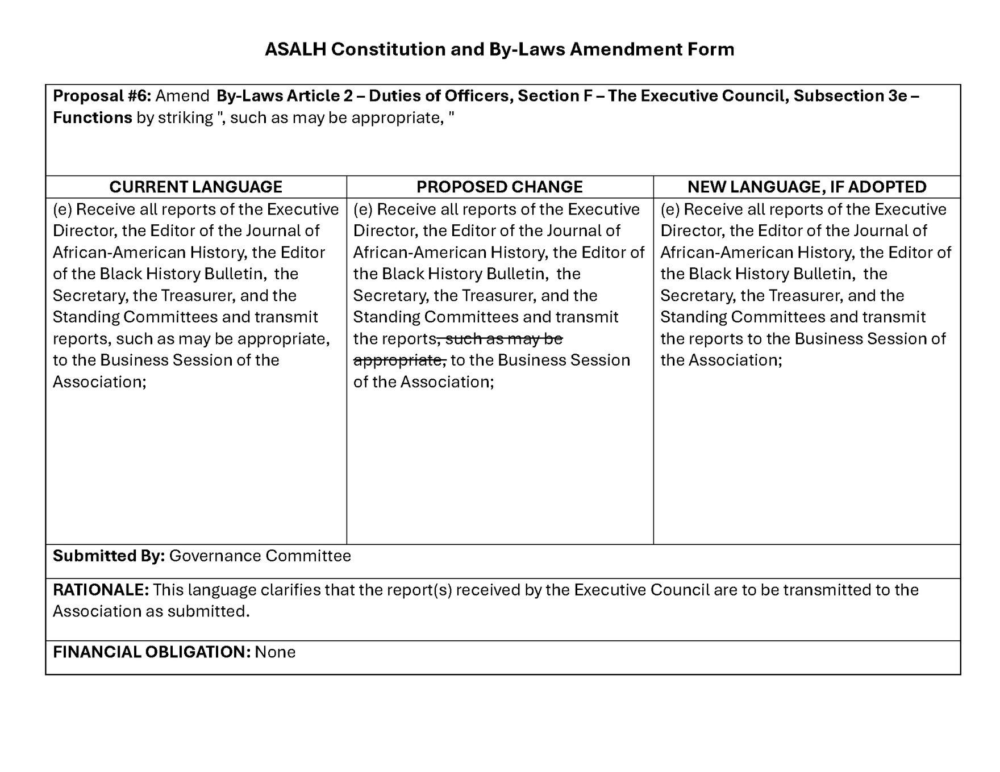 ASALH Constitution and By-Laws Amendment Form
Proposal #6: Amend  By-Laws Article 2 – Duties of Officers, Section F – The Executive Council, Subsection 3e –
Functions by striking ", such as may be appropriate, "
CURRENT LANGUAGE
(e) Receive all reports of the Executive
Director, the Editor of the Journal of
African-American History, the Editor
of the Black History Bulletin,  the
Secretary, the Treasurer, and the
Standing Committees and transmit
reports, such as may be appropriate,
to the Business Session of the
Association;
PROPOSED CHANGE
(e) Receive all reports of the Executive
Director, the Editor of the Journal of
African-American History, the Editor of
the Black History Bulletin,  the
Secretary, the Treasurer, and the
Standing Committees and transmit
the reports, such as may be
appropriate, to the Business Session
of the Association;
NEW LANGUAGE, IF ADOPTED
(e) Receive all reports of the Executive
Director, the Editor of the Journal of
African-American History, the Editor of
the Black History Bulletin,  the
Secretary, the Treasurer, and the
Standing Committees and transmit
the reports to the Business Session of
the Association;
Submitted By: Governance Committee
RATIONALE: This language clarifies that the report(s) received by the Executive Council are to be transmitted to the
Association as submitted.
FINANCIAL OBLIGATION: None